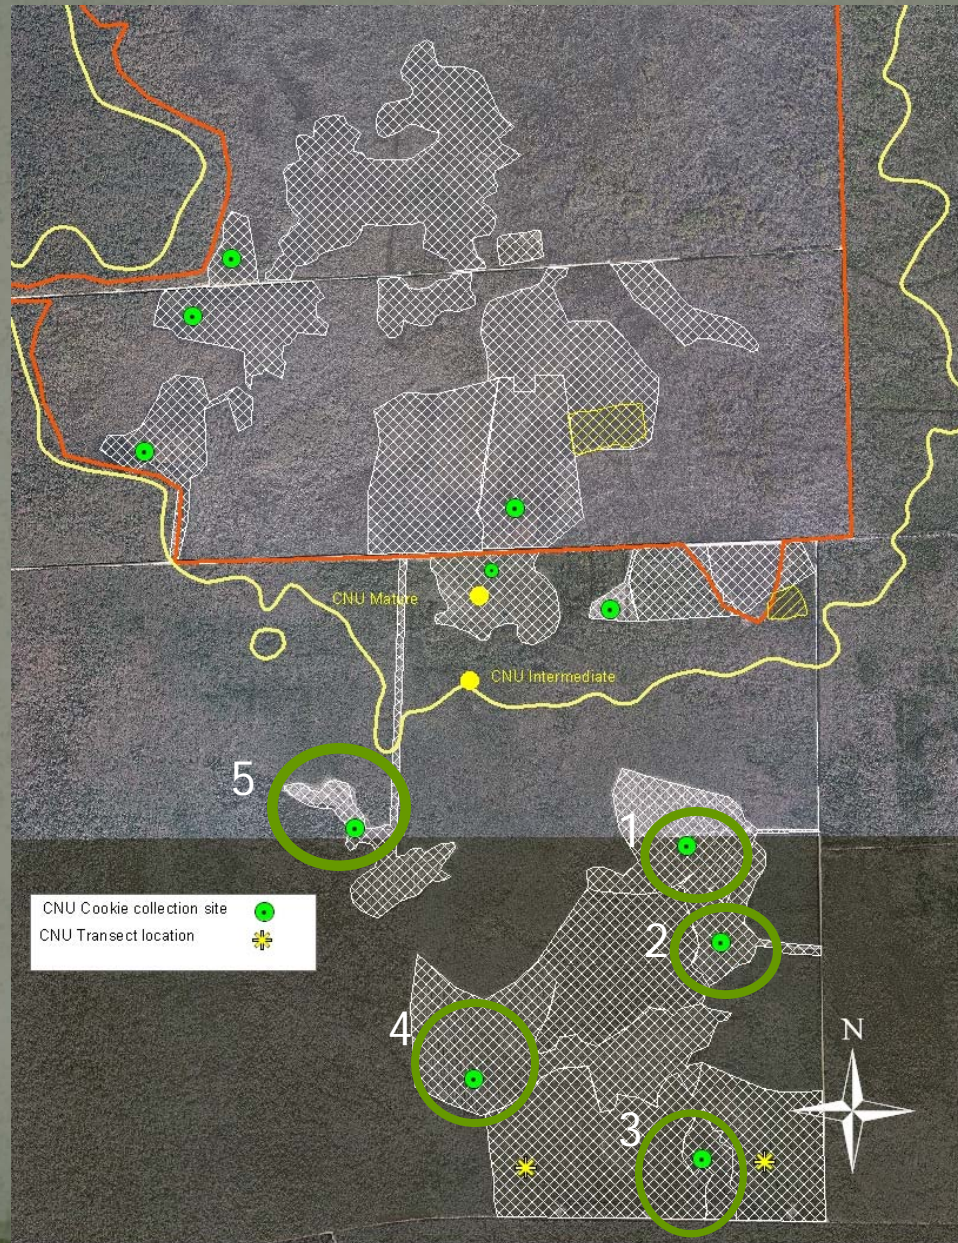 CNU Mature
CNU Intermediate
5
1
2
CNU Cookie collection site
CNU Transect location
4
N
3